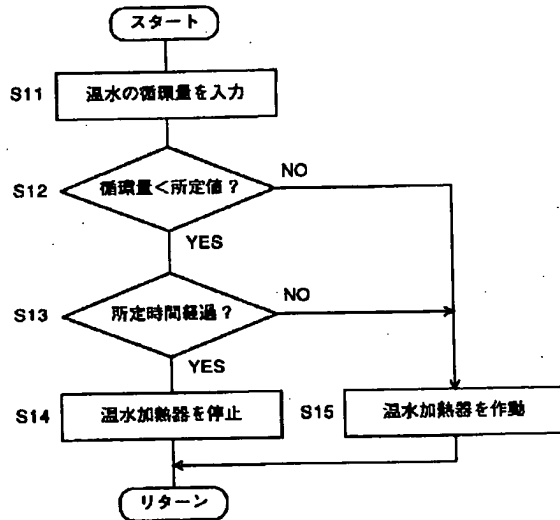 スタート
S11 温水の循環量を入力
S12 循環量<所定値? NO
YES
S13 所定時間経過? NO
YES
S14 温水加熱器を停止 S15 温水加熱器を作動
リターン